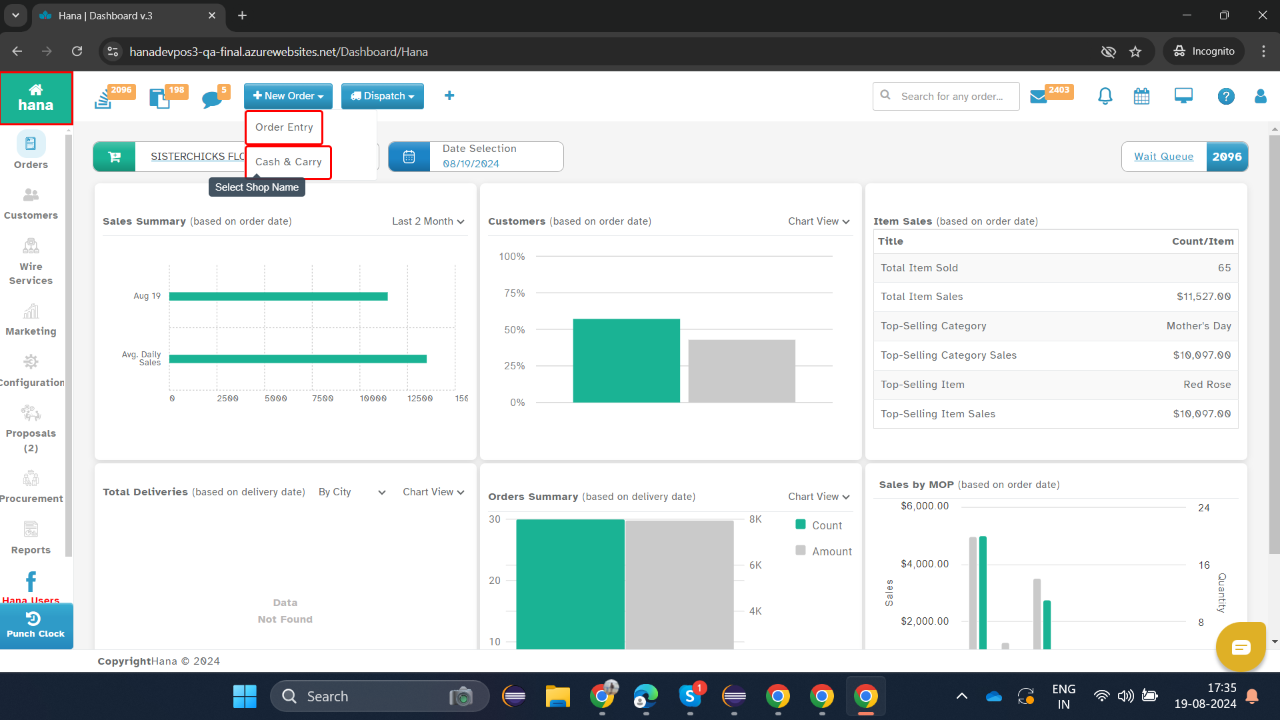 Hana | Dashboard v.3
hanadevpos3-qa-final.azurewebsites.net/Dashboard/Hana
Incognito
hana
2096
198
5
New Order
Dispatch
Search for any order...
2403
Order Entry
Cash & Carry
Select Shop Name
SISTERCHICKS FLO
Date Selection
08/19/2024
Wait Queue
2096
Orders
Customers
Wire
Services
Marketing
Configuration
Proposals
(2)
Procurement
Reports
Hana Users
Punch Clock
Sales Summary (based on order date)
Last 2 Month
Aug 19
Avg. Daily
Sales
0 2500 5000 7500 10000 12500 150
Customers (based on order date)
Chart View
100%
75%
50%
25%
0%
Item Sales (based on order date)
Title Count/Item
Total Item Sold 65
Total Item Sales $11,527.00
Top-Selling Category Mother's Day
Top-Selling Category Sales $10,097.00
Top-Selling Item Red Rose
Top-Selling Item Sales $10,097.00
Total Deliveries (based on delivery date)
By City
Chart View
Data
Not Found
Orders Summary (based on delivery date)
Chart View
30 8K
20 6K
10 4K
Count
Amount
Sales by MOP (based on order date)
$6,000.00 24
$4,000.00 16
$2,000.00 8
Sales
Quantity
CopyrightHana © 2024
Search
1
ENG
IN
17:35
19-08-2024